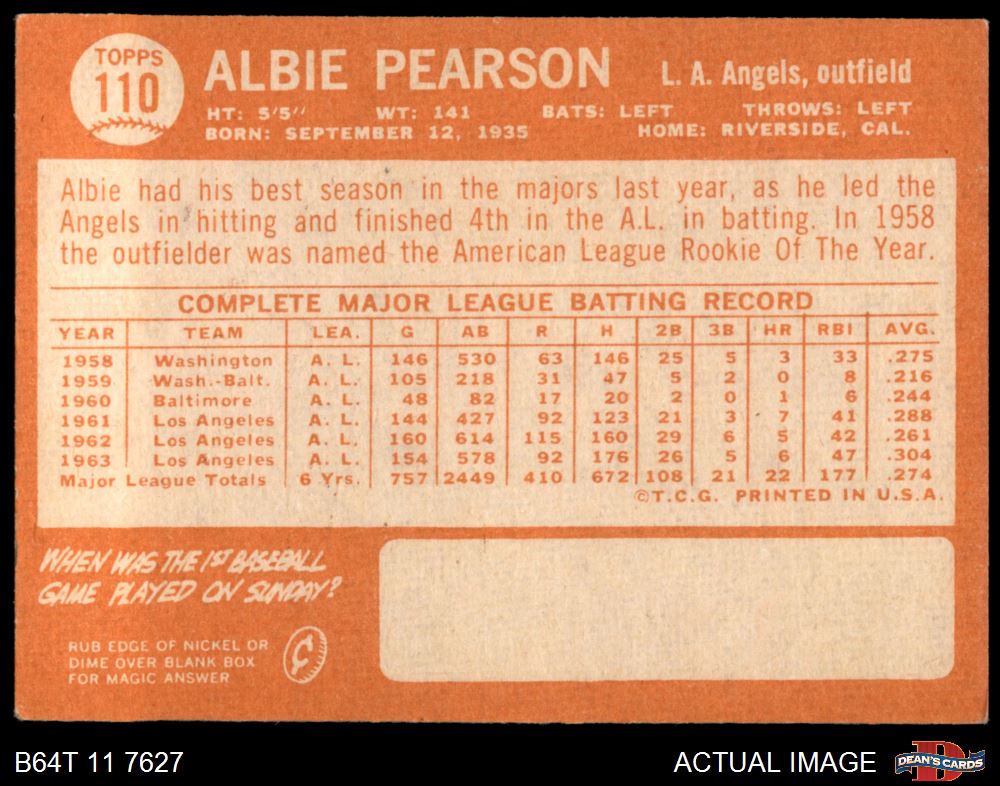 TOPPS
110
ALBIE PEARSON
L. A. Angels, outfield
HT: 5'5" WT: 141 BATS: LEFT THROWS: LEFT
BORN: SEPTEMBER 12, 1935 HOME: RIVERSIDE, CAL.
Albie had his best season in the majors last year, as he led the
Angels in hitting and finished 4th in the A.L. in batting. In 1958
the outfielder was named the American League Rookie Of The Year.
COMPLETE MAJOR LEAGUE BATTING RECORD
YEAR TEAM LEA. G AB R H 2B 3B HR RBI AVG.
1958 Washington A. L. 146 530 63 146 25 5 3 33 .275
1959 Wash.-Balt. A. L. 105 218 31 47 5 2 0 8 .216
1960 Baltimore A. L. 48 82 17 20 2 0 1 6 .244
1961 Los Angeles A. L. 144 427 92 123 21 3 7 41 .288
1962 Los Angeles A. L. 160 614 115 160 29 6 5 42 .261
1963 Los Angeles A. L. 154 578 92 176 26 5 6 47 .304
Major League Totals 6 Yrs. 757 2449 410 672 108 21 22 177 .274
©T.C.G. PRINTED IN U.S.A.
WHEN WAS THE 1ST BASEBALL
GAME PLAYED ON SUNDAY?
RUB EDGE OF NICKEL OR
DIME OVER BLANK BOX
FOR MAGIC ANSWER
¢
B64T 11 7627
ACTUAL IMAGE
D
DEAN'S CARDS